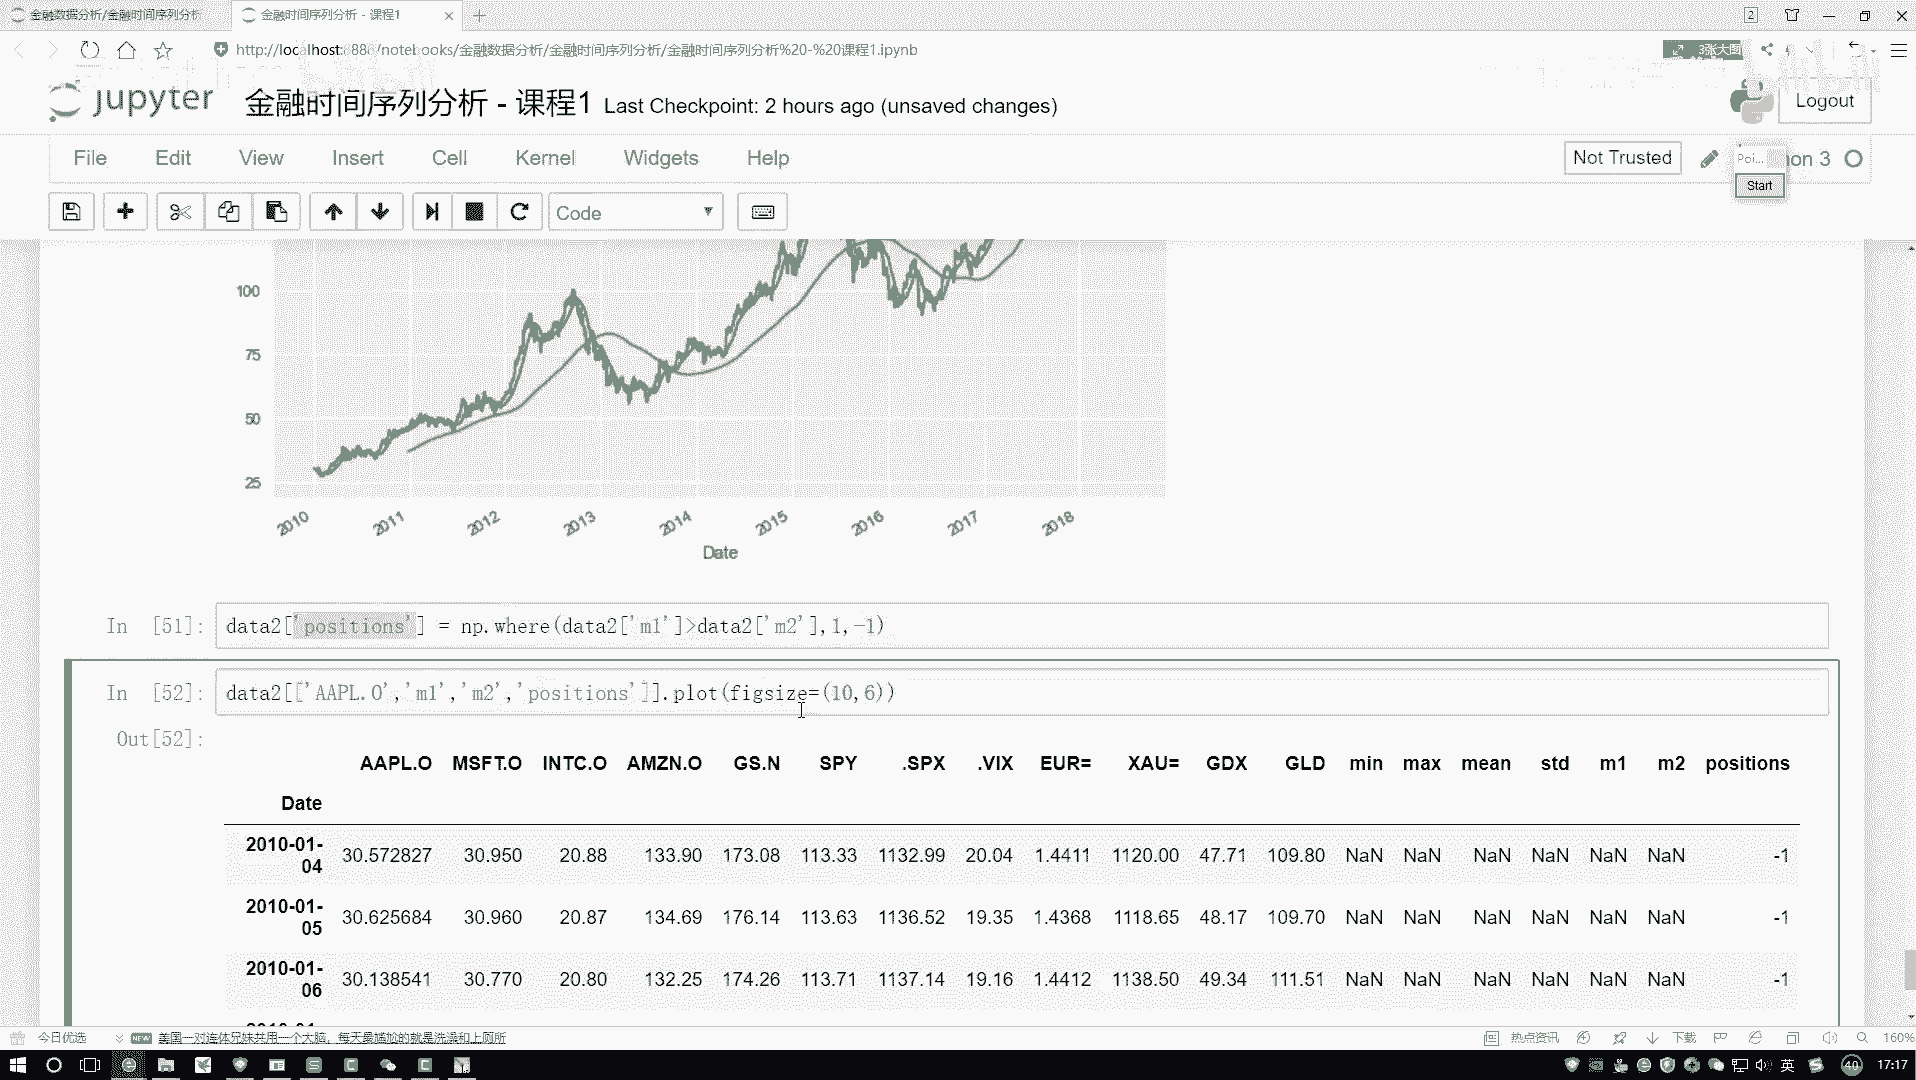 金融数据分析/金融时间序列分析
金融时间序列分析 - 课程1
2
http://localhost:888/notebooks/金融数据分析/金融时间序列分析/金融时间序列分析%20-%20课程1.ipynb
3张大图
jupyter 金融时间序列分析 - 课程1 Last Checkpoint: 2 hours ago (unsaved changes)
Logout
File Edit View Insert Cell Kernel Widgets Help
Not Trusted
Poi... on 3
Start
Code
100
75
50
25
2010 2011 2012 2013 2014 2015 2016 2017 2018
Date
In [51]: data2['positions'] = np.where(data2['m1']>data2['m2'],1,-1)
In [52]: data2[['AAPL.O','m1','m2','positions']].plot(figsize=(10,6))
Out[52]:
AAPL.O MSFT.O INTC.O AMZN.O GS.N SPY .SPX .VIX EUR= XAU= GDX GLD min max mean std m1 m2 positions
Date
2010-01-04 30.572827 30.950 20.88 133.90 173.08 113.33 1132.99 20.04 1.4411 1120.00 47.71 109.80 NaN NaN NaN NaN NaN NaN -1
2010-01-05 30.625684 30.960 20.87 134.69 176.14 113.63 1136.52 19.35 1.4368 1118.65 48.17 109.70 NaN NaN NaN NaN NaN NaN -1
2010-01-06 30.138541 30.770 20.80 132.25 174.26 113.71 1137.14 19.16 1.4412 1138.50 49.34 111.51 NaN NaN NaN NaN NaN NaN -1
今日优选
NEW 美国一对连体兄妹共用一个大脑，每天最尴尬的就是洗澡和上厕所
热点资讯
下载
160%
英
40
17:17